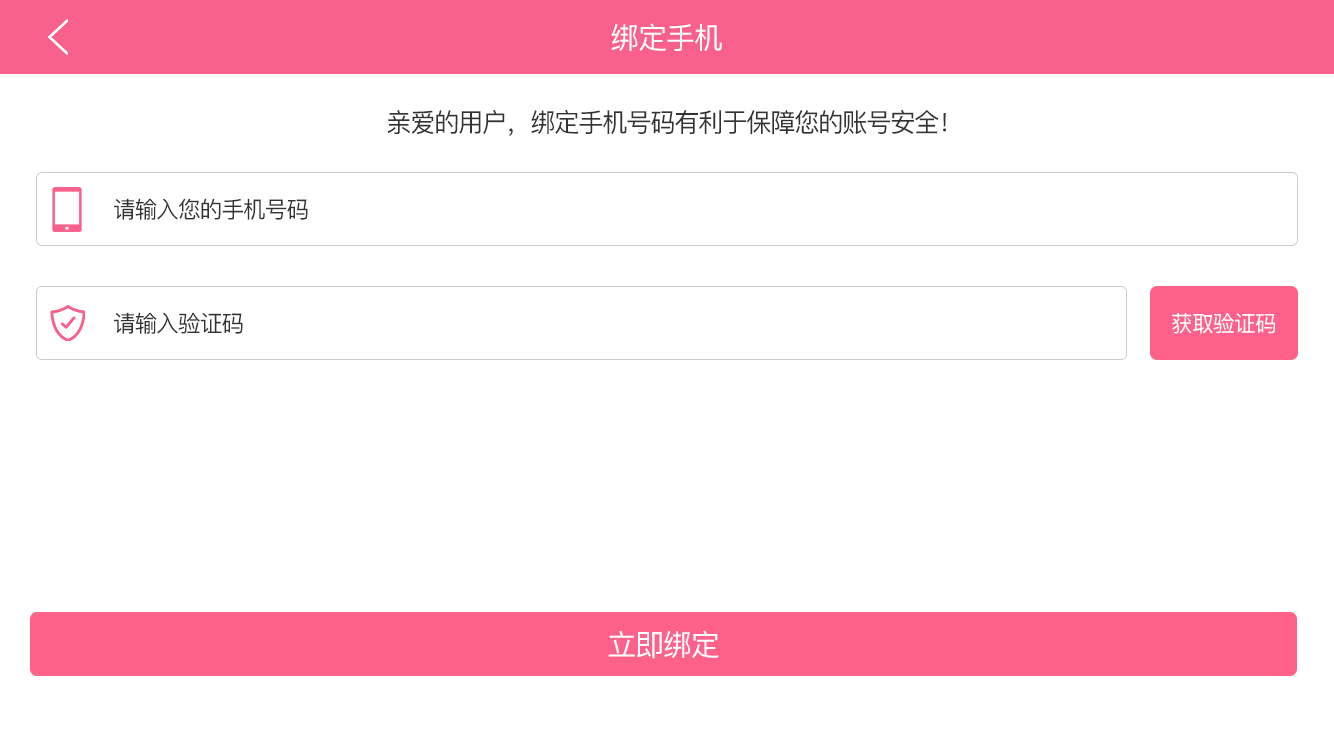 绑定手机
亲爱的用户，绑定手机号码有利于保障您的账号安全！
请输入您的手机号码
请输入验证码
获取验证码
立即绑定